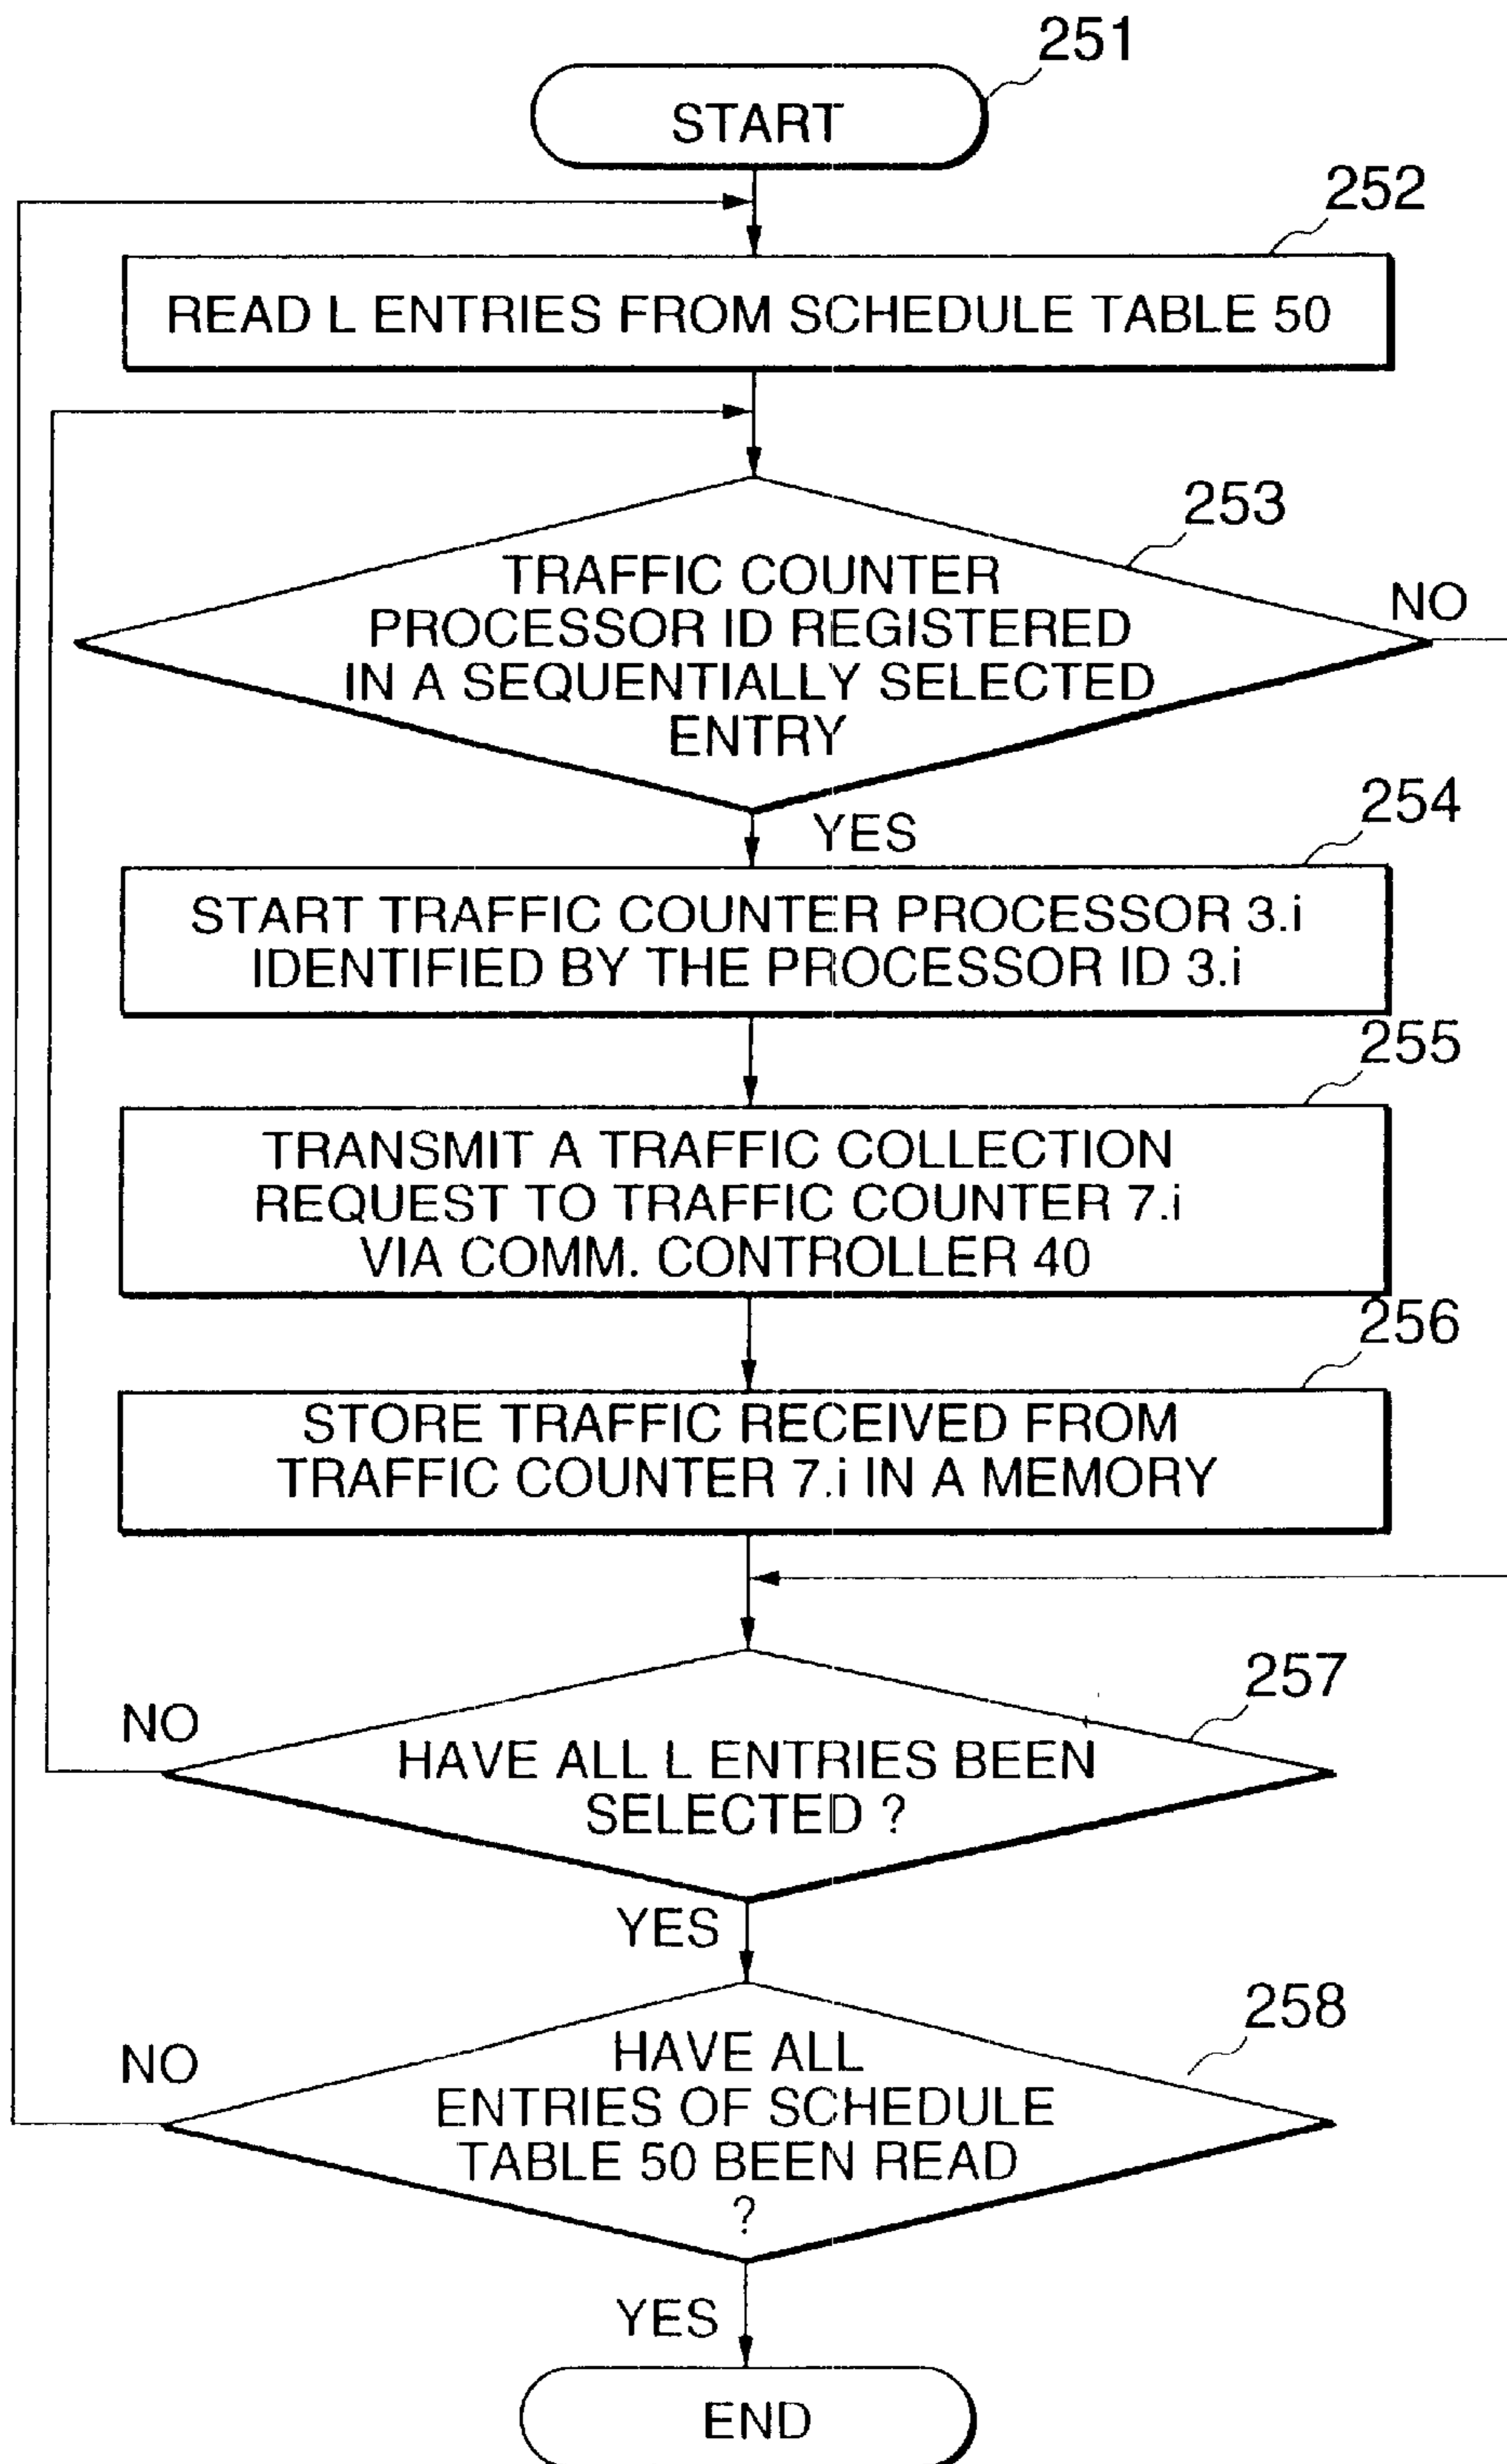 251
START
252
READ L ENTRIES FROM SCHEDULE TABLE 50
253
TRAFFIC COUNTER
PROCESSOR ID REGISTERED
IN A SEQUENTIALLY SELECTED
ENTRY
NO
YES
254
START TRAFFIC COUNTER PROCESSOR 3.i
IDENTIFIED BY THE PROCESSOR ID 3.i
255
TRANSMIT A TRAFFIC COLLECTION
REQUEST TO TRAFFIC COUNTER 7.i
VIA COMM. CONTROLLER 40
256
STORE TRAFFIC RECEIVED FROM
TRAFFIC COUNTER 7.i IN A MEMORY
257
NO
HAVE ALL L ENTRIES BEEN
SELECTED ?
YES
258
NO
HAVE ALL
ENTRIES OF SCHEDULE
TABLE 50 BEEN READ
?
YES
END